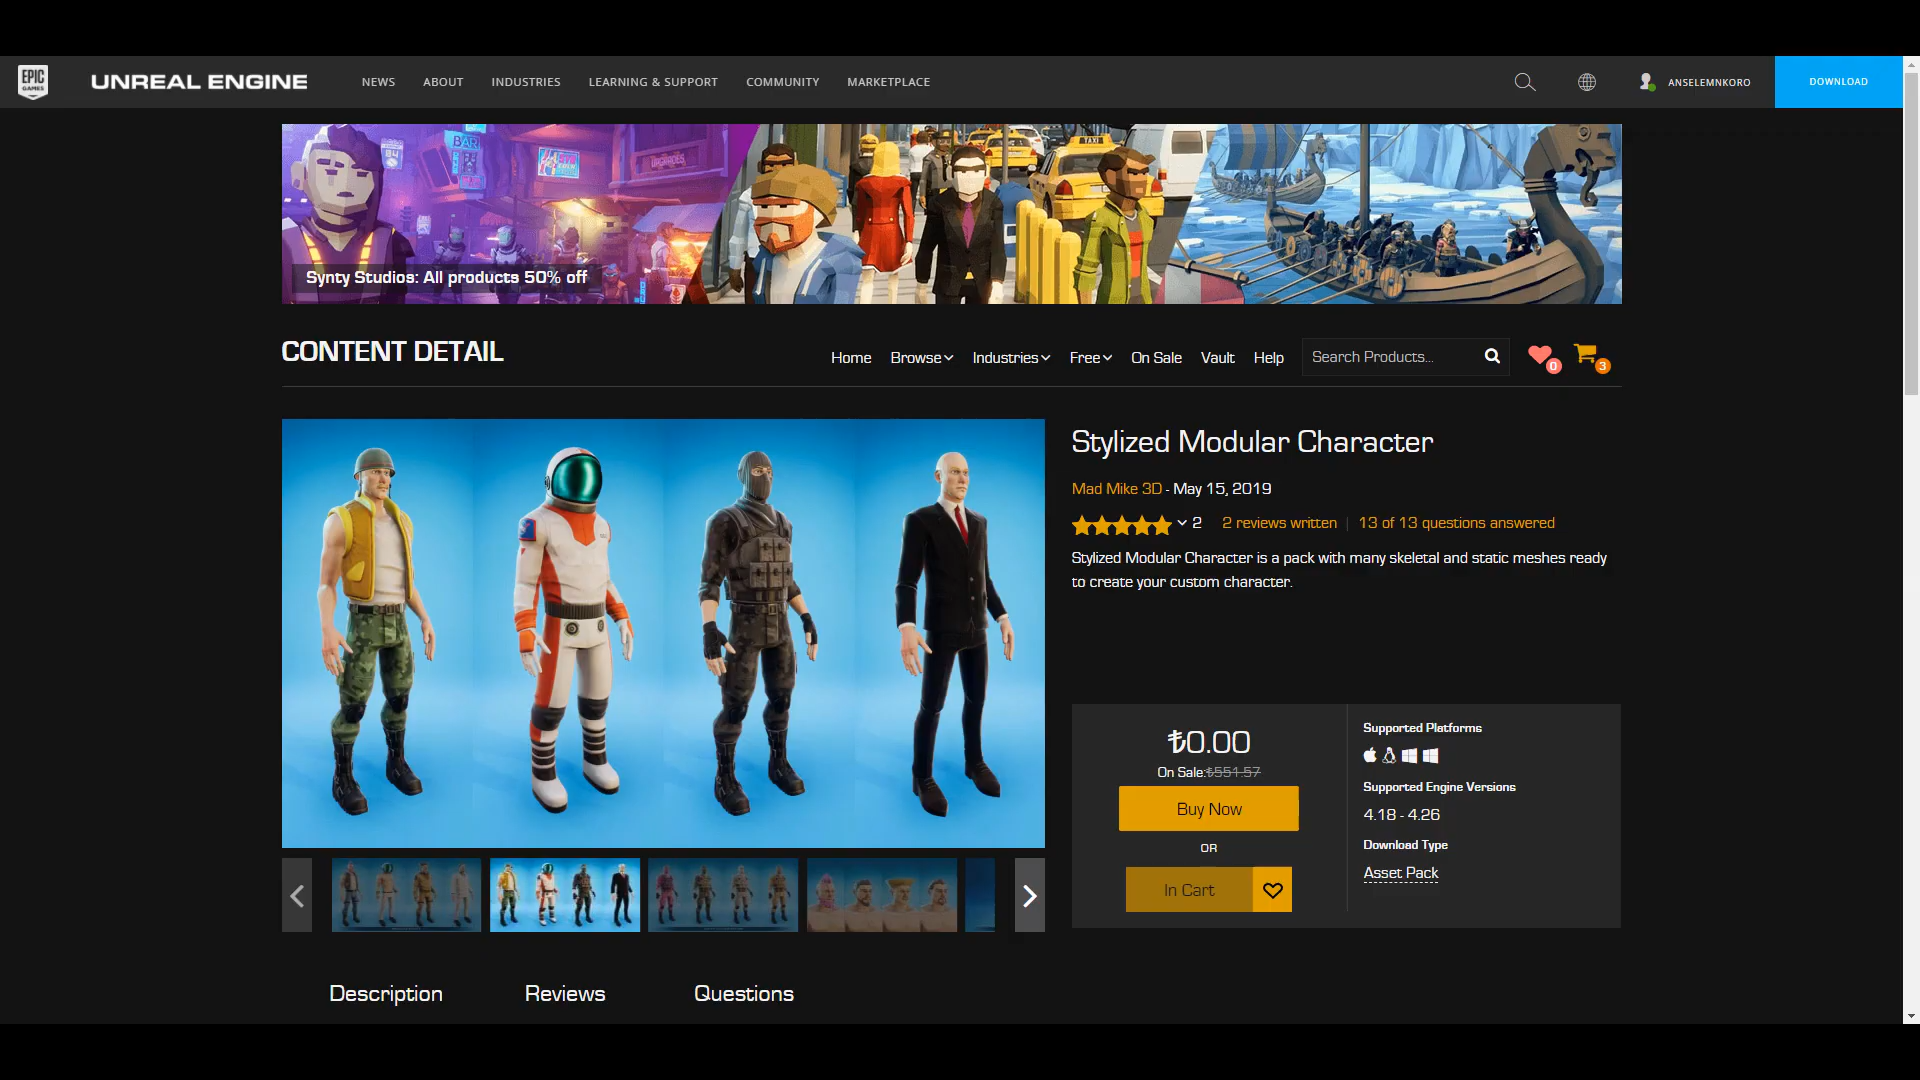 EPIC GAMES
UNREAL ENGINE
NEWS
ABOUT
INDUSTRIES
LEARNING & SUPPORT
COMMUNITY
MARKETPLACE
ANSELEMNKORO
DOWNLOAD
BAR
TAXI
Synty Studios: All products 50% off
CONTENT DETAIL
Home
Browse
Industries
Free
On Sale
Vault
Help
Search Products...
0
3
Stylized Modular Character
Mad Mike 3D - May 15, 2019
2
2 reviews written | 13 of 13 questions answered
Stylized Modular Character is a pack with many skeletal and static meshes ready
to create your custom character.
₺0.00
On Sale:₺551.57
Buy Now
OR
In Cart
Supported Platforms
Supported Engine Versions
4.18 - 4.26
Download Type
Asset Pack
Description
Reviews
Questions